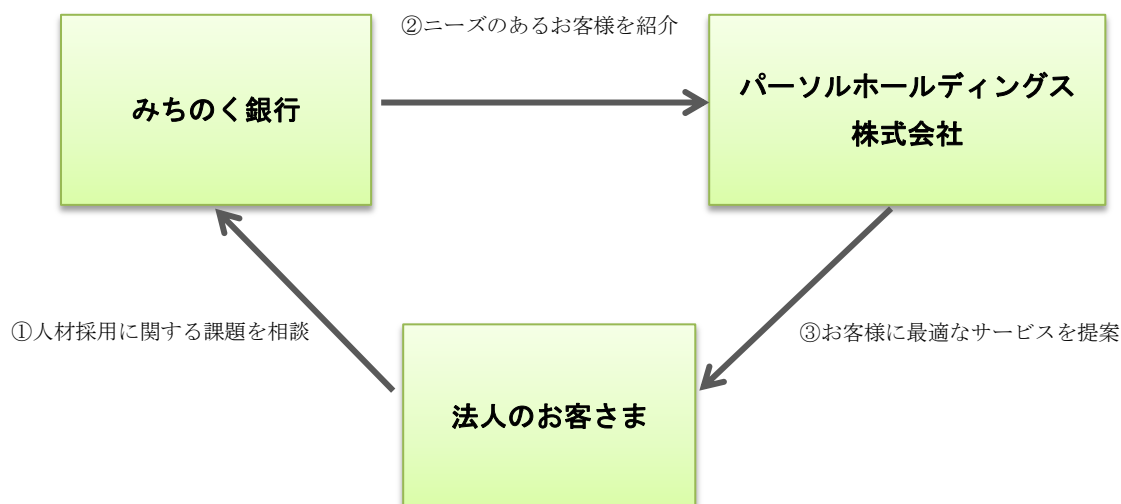 ②ニーズのあるお客様を紹介
みちのく銀行
パーソルホールディングス
株式会社
①人材採用に関する課題を相談
③お客様に最適なサービスを提案
法人のお客さま